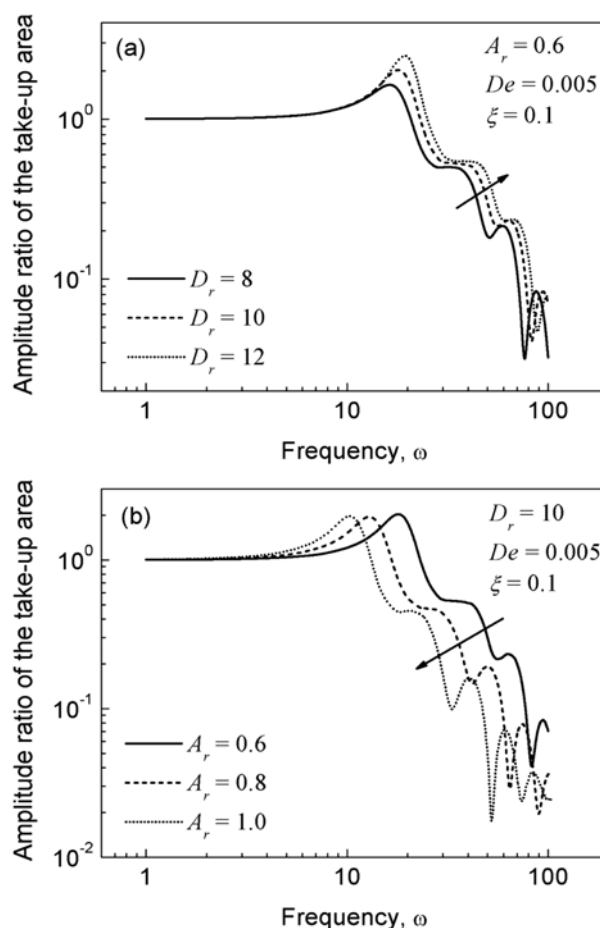 (a)
A_r = 0.6
De = 0.005
ξ = 0.1
10^0
10^-1
Amplitude ratio of the take-up area
D_r = 8
D_r = 10
D_r = 12
1 10 100
Frequency, ω
(b)
D_r = 10
De = 0.005
ξ = 0.1
10^0
10^-1
10^-2
Amplitude ratio of the take-up area
A_r = 0.6
A_r = 0.8
A_r = 1.0
1 10 100
Frequency, ω